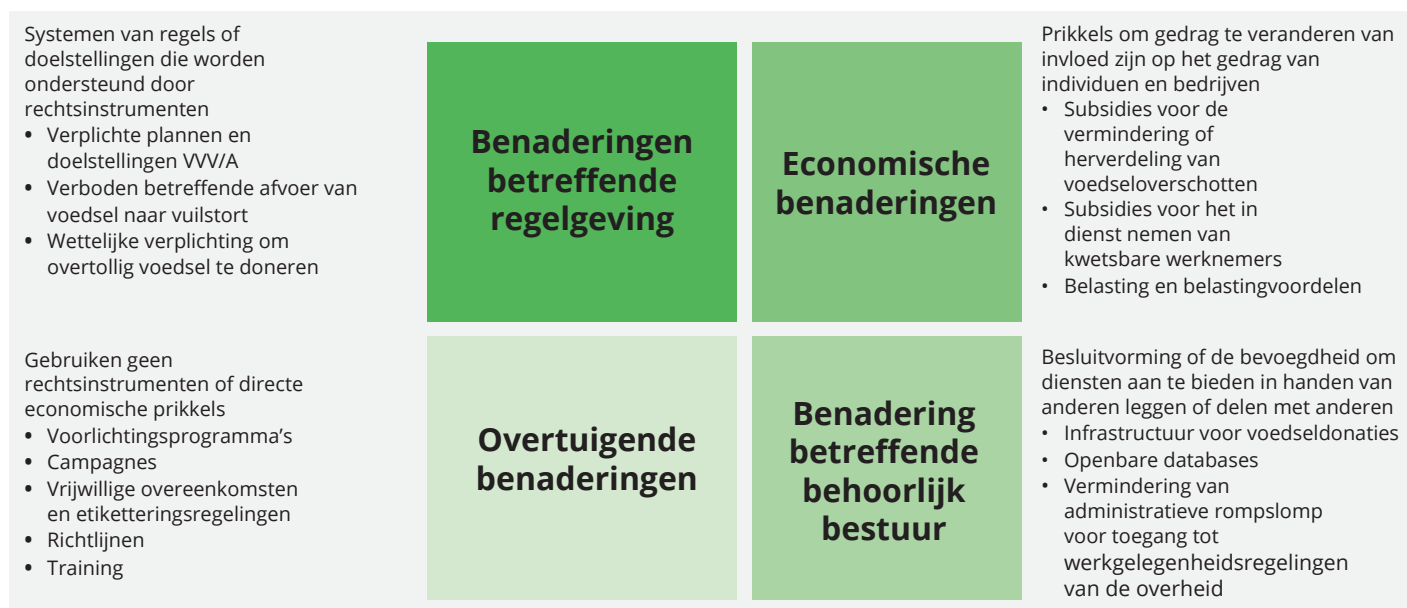 Systemen van regels of
doelstellingen die worden
ondersteund door
rechtsinstrumenten
• Verplichte plannen en
doelstellingen VVV/A
• Verboden betreffende afvoer van
voedsel naar vuilstort
• Wettelijke verplichting om
overtollig voedsel te doneren
Benaderingen
betreffende
regelgeving
Economische
benaderingen
Prikkels om gedrag te veranderen van
invloed zijn op het gedrag van
individuen en bedrijven
• Subsidies voor de
vermindering of
herverdeling van
voedseloverschotten
• Subsidies voor het in
dienst nemen van
kwetsbare werknemers
• Belasting en belastingvoordelen
Gebruiken geen
rechtsinstrumenten of directe
economische prikkels
• Voorlichtingsprogramma’s
• Campagnes
• Vrijwillige overeenkomsten
en etiketteringsregelingen
• Richtlijnen
• Training
Overtuigende
benaderingen
Benadering
betreffende
behoorlijk
bestuur
Besluitvorming of de bevoegdheid om
diensten aan te bieden in handen van
anderen leggen of delen met anderen
• Infrastructuur voor voedseldonaties
• Openbare databases
• Vermindering van
administratieve rompslomp
voor toegang tot
werkgelegenheidsregelingen
van de overheid